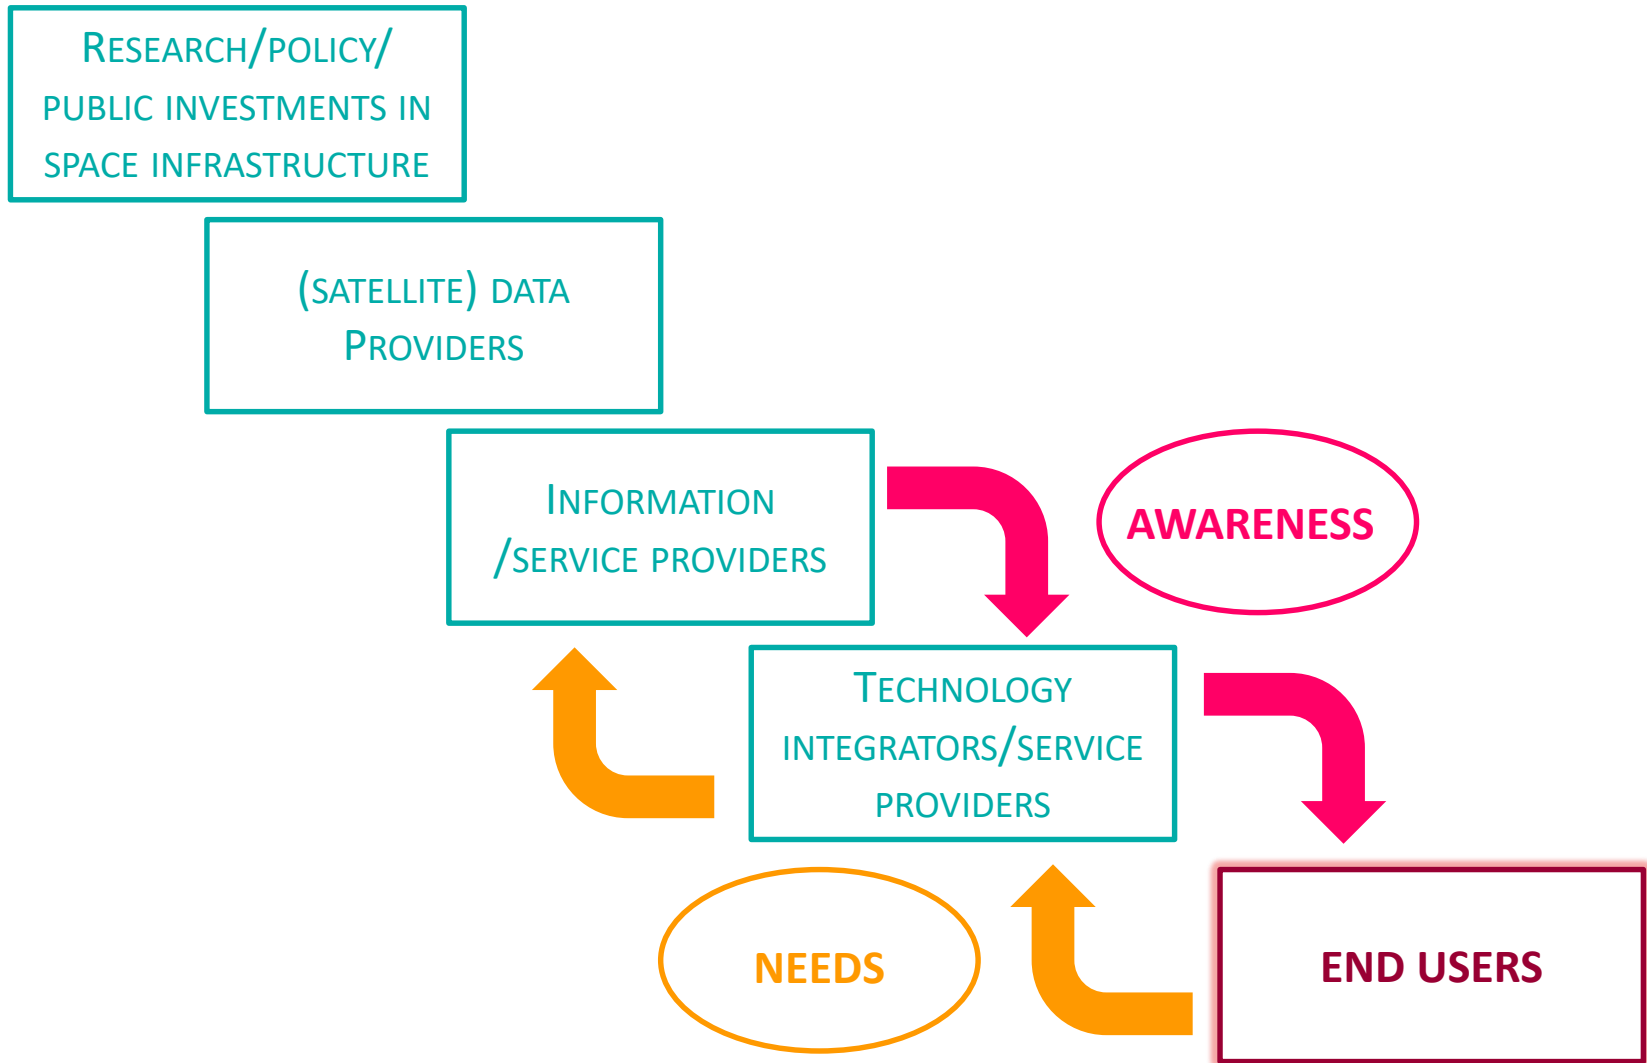 Research/policy/
public investments in
space infrastructure
(satellite) data
Providers
Information
/service providers
AWARENESS
Technology
integrators/service
providers
NEEDS
END USERS